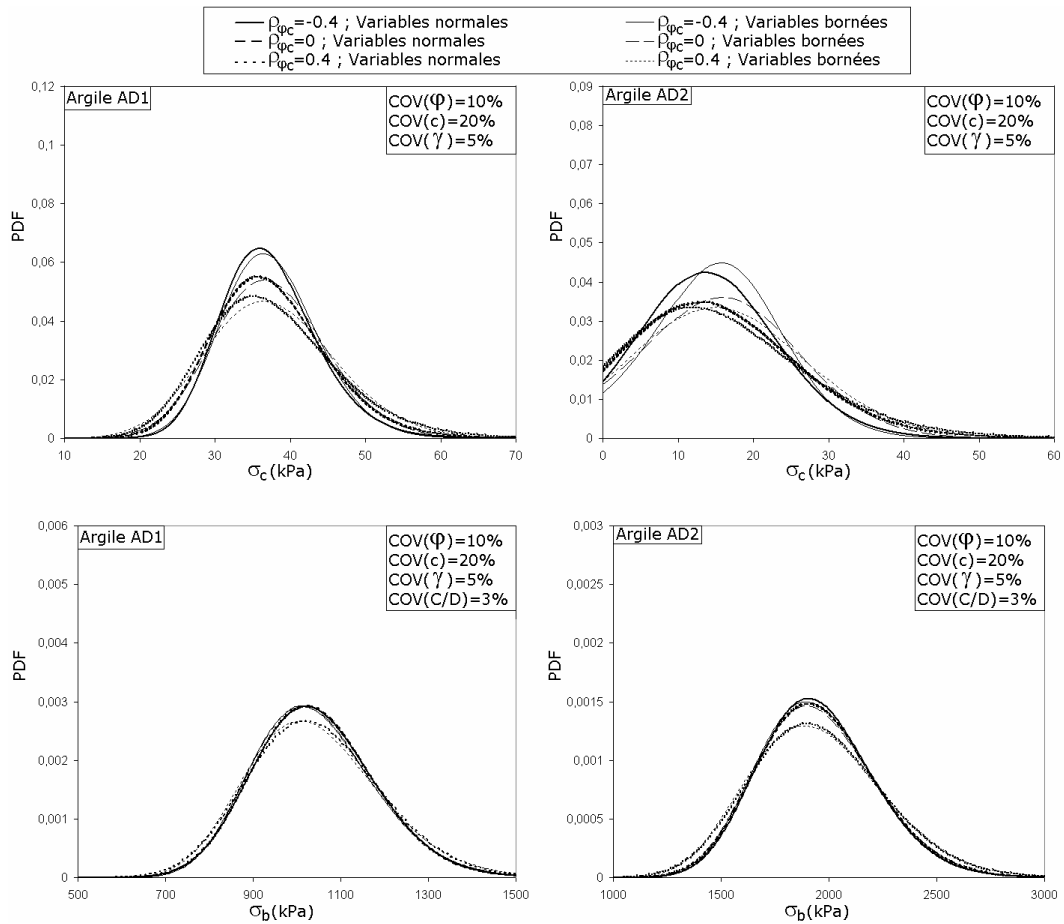 ρφc=-0.4 ; Variables normales
ρφc=0 ; Variables normales
ρφc=0.4 ; Variables normales
ρφc=-0.4 ; Variables bornées
ρφc=0 ; Variables bornées
ρφc=0.4 ; Variables bornées
Argile AD1
COV(φ)=10%
COV(c)=20%
COV(γ)=5%
PDF
0,12
0,1
0,08
0,06
0,04
0,02
0
10 20 30 40 50 60 70
σc(kPa)
Argile AD2
COV(φ)=10%
COV(c)=20%
COV(γ)=5%
PDF
0,09
0,08
0,07
0,06
0,05
0,04
0,03
0,02
0,01
0
0 10 20 30 40 50 60
σc(kPa)
Argile AD1
COV(φ)=10%
COV(c)=20%
COV(γ)=5%
COV(C/D)=3%
PDF
0,006
0,005
0,004
0,003
0,002
0,001
0
500 700 900 1100 1300 1500
σb(kPa)
Argile AD2
COV(φ)=10%
COV(c)=20%
COV(γ)=5%
COV(C/D)=3%
PDF
0,003
0,0025
0,002
0,0015
0,001
0,0005
0
1000 1500 2000 2500 3000
σb(kPa)